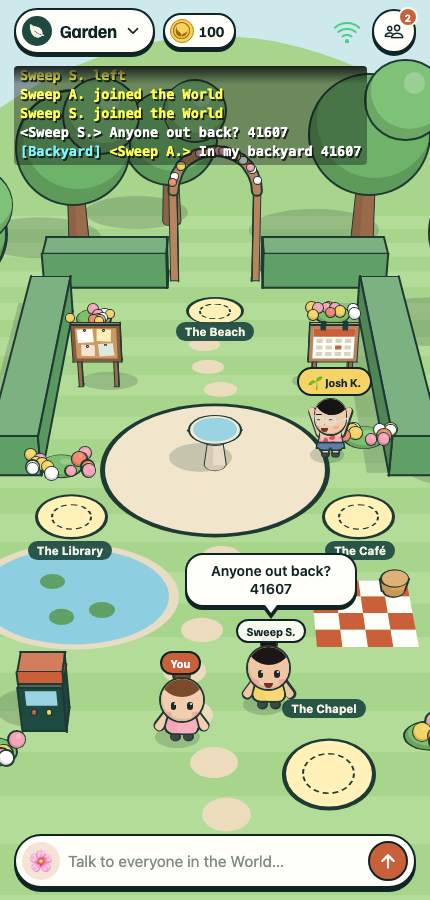 Garden
100
2
Sweep S. left
Sweep A. joined the World
Sweep S. joined the World
<Sweep S.> Anyone out back? 41607
[Backyard] <Sweep A.> In my backyard 41607
The Beach
Josh K.
The Library
The Café
Anyone out back?
41607
Sweep S.
You
The Chapel
Talk to everyone in the World...